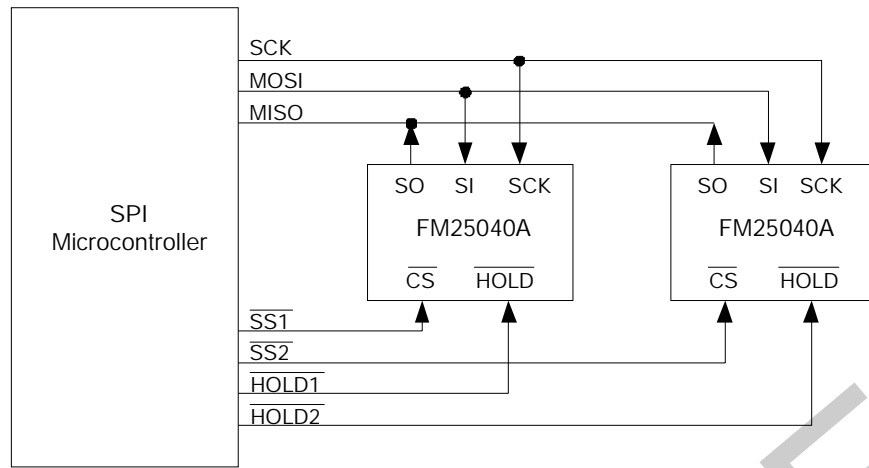 SCK
MOSI
MISO
SO SI SCK
FM25040A
CS HOLD
SO SI SCK
FM25040A
CS HOLD
SPI
Microcontroller
SS1
SS2
HOLD1
HOLD2